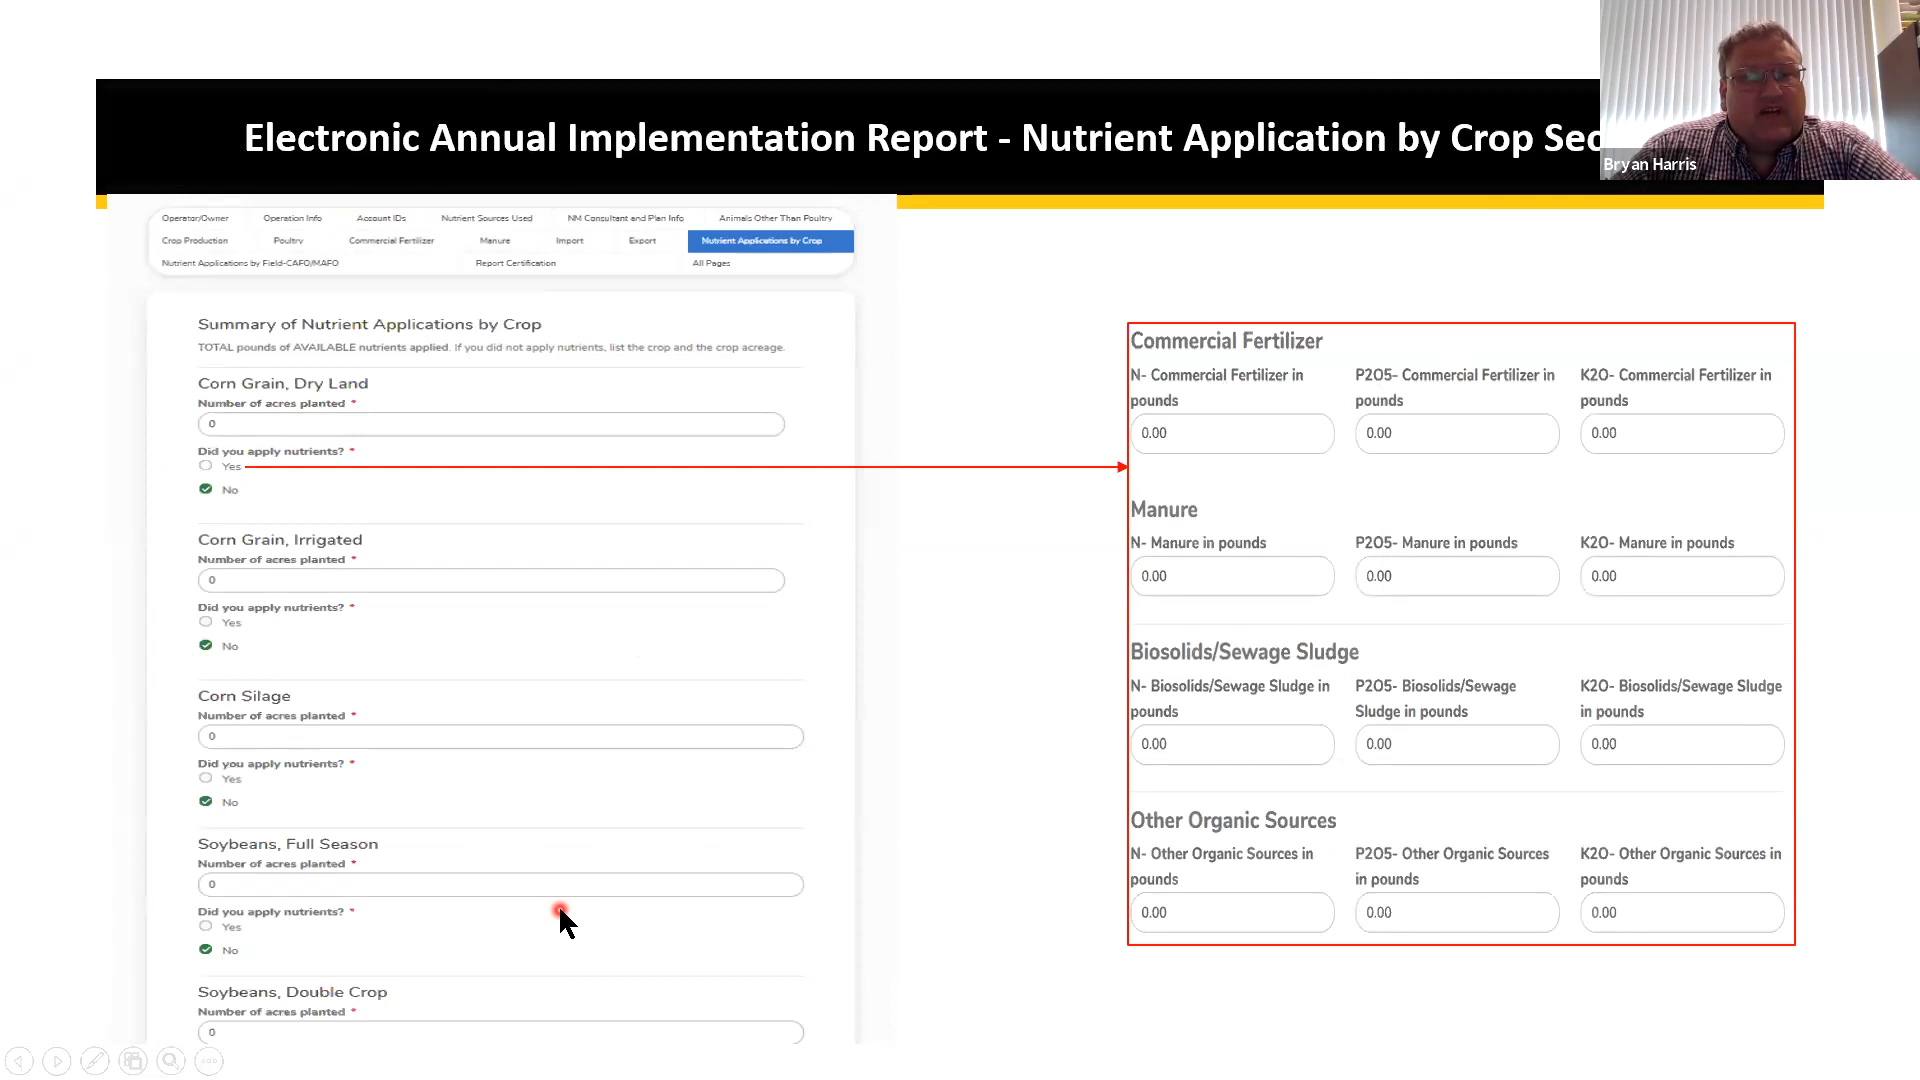 Electronic Annual Implementation Report - Nutrient Application by Crop Sec
Bryan Harris
Operator/Owner Operation Info Account IDs Nutrient Sources Used NM Consultant and Plan Info Animals Other Than Poultry
Crop Production Poultry Commercial Fertilizer Manure Import Export Nutrient Applications by Crop
Nutrient Applications by Field-CAFO/MAFO Report Certification All Pages
Summary of Nutrient Applications by Crop
TOTAL pounds of AVAILABLE nutrients applied. If you did not apply nutrients, list the crop and the crop acreage.
Corn Grain, Dry Land
Number of acres planted *
0
Did you apply nutrients? *
Yes
No
Corn Grain, Irrigated
Number of acres planted *
0
Did you apply nutrients? *
Yes
No
Corn Silage
Number of acres planted *
0
Did you apply nutrients? *
Yes
No
Soybeans, Full Season
Number of acres planted *
0
Did you apply nutrients? *
Yes
No
Soybeans, Double Crop
Number of acres planted *
0
Commercial Fertilizer
N- Commercial Fertilizer in P2O5- Commercial Fertilizer in K2O- Commercial Fertilizer in
pounds pounds pounds
0.00 0.00 0.00
Manure
N- Manure in pounds P2O5- Manure in pounds K2O- Manure in pounds
0.00 0.00 0.00
Biosolids/Sewage Sludge
N- Biosolids/Sewage Sludge in P2O5- Biosolids/Sewage K2O- Biosolids/Sewage Sludge
pounds Sludge in pounds in pounds
0.00 0.00 0.00
Other Organic Sources
N- Other Organic Sources in P2O5- Other Organic Sources K2O- Other Organic Sources in
pounds in pounds pounds
0.00 0.00 0.00